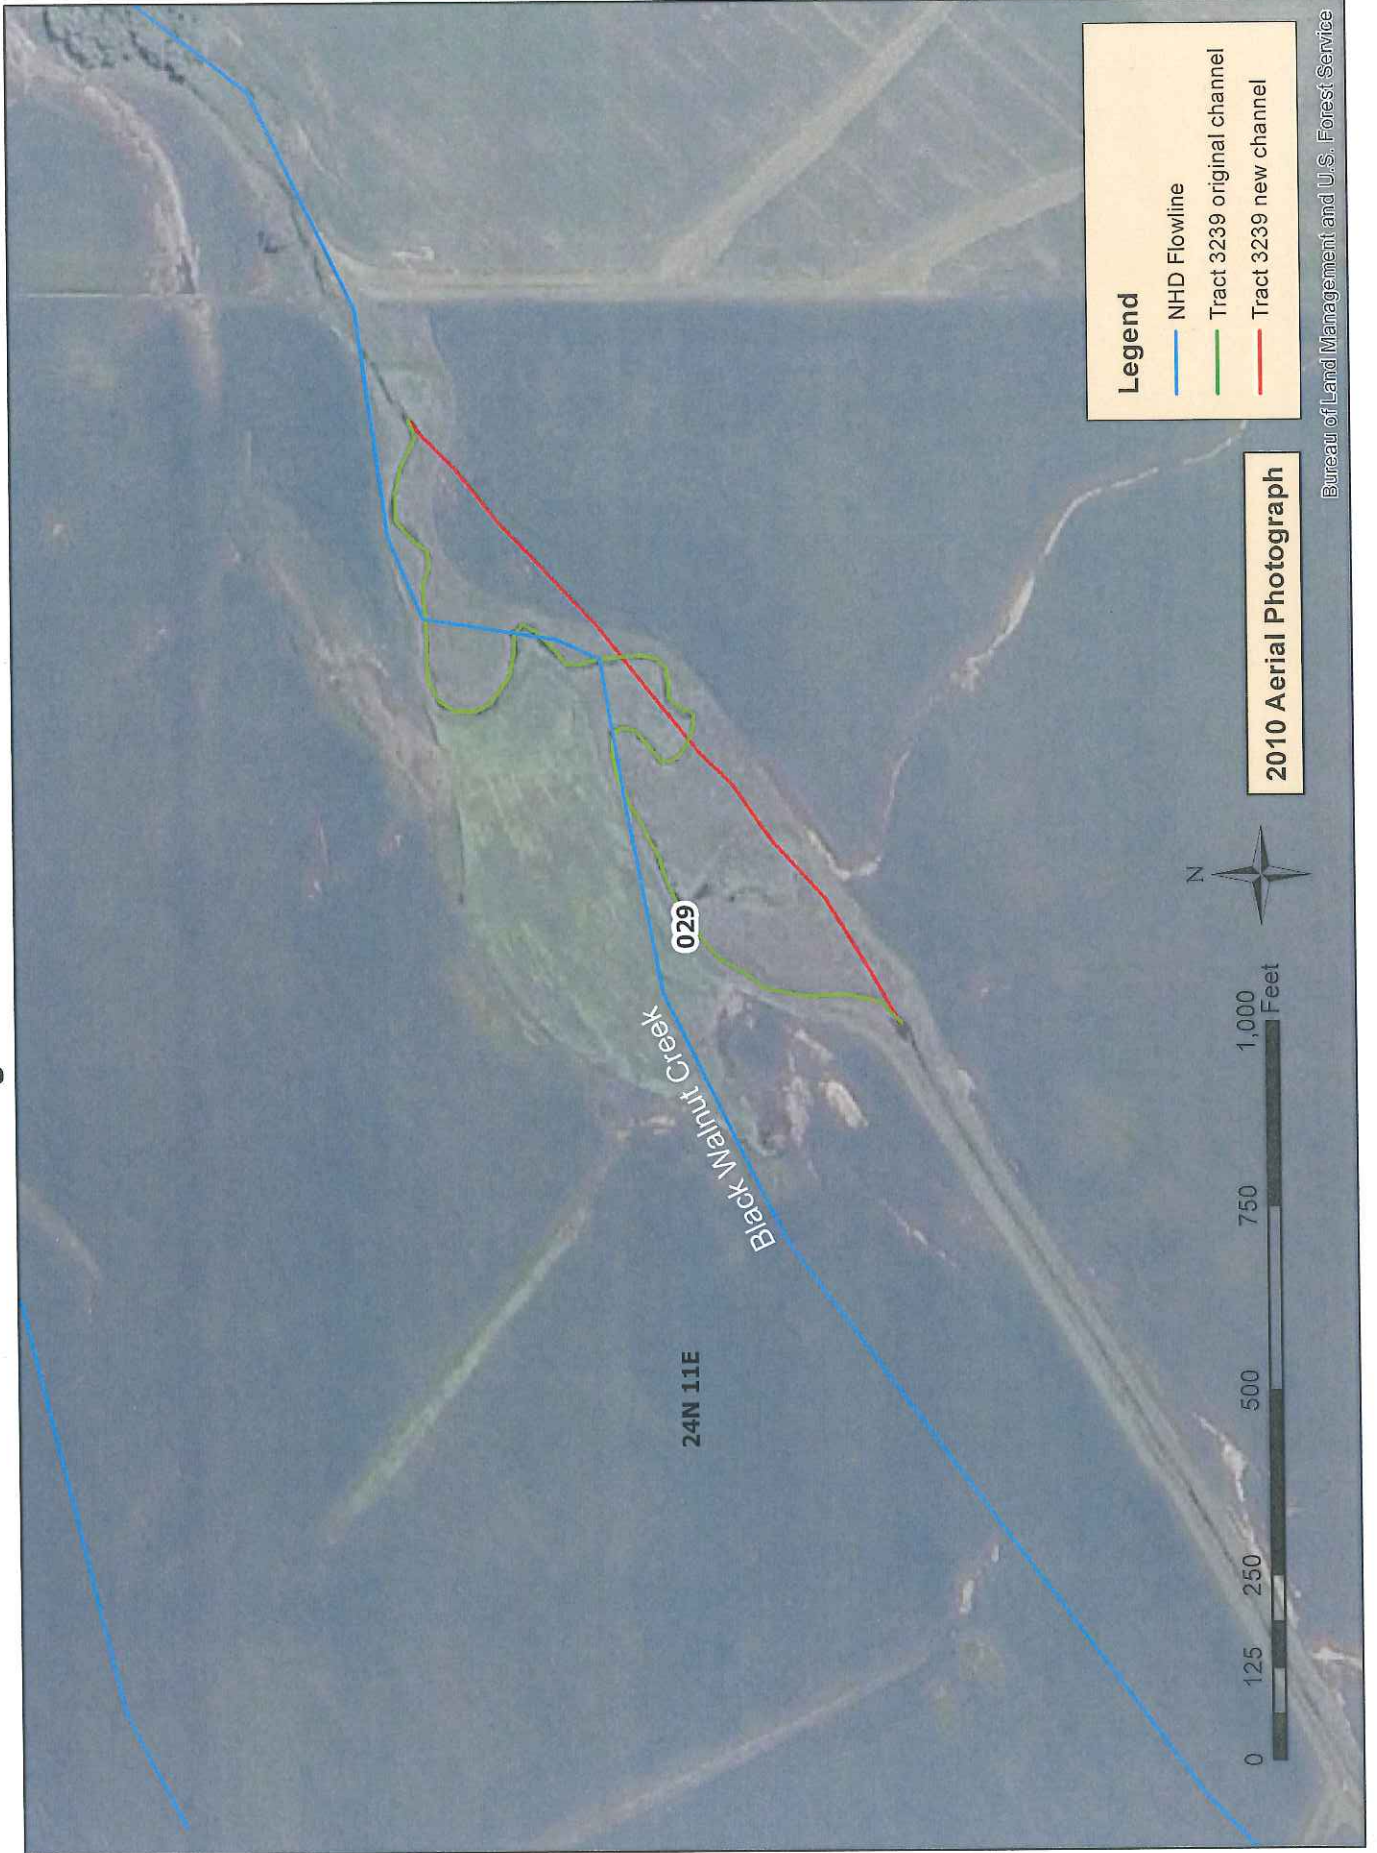 Black Walnut Creek
029
24N 11E
Legend
NHD Flowline
Tract 3239 original channel
Tract 3239 new channel
2010 Aerial Photograph
N
0 125 250 500 750 1,000
Feet
Bureau of Land Management and U.S. Forest Service